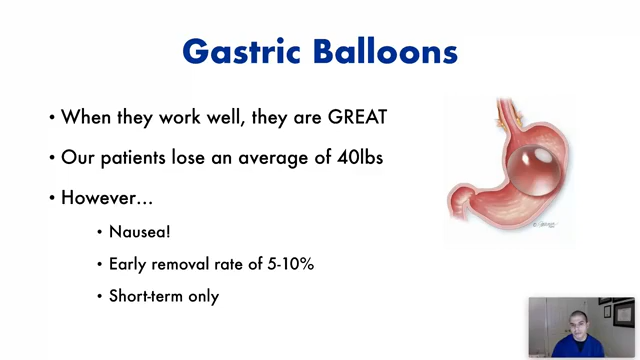 Gastric Balloons
• When they work well, they are GREAT
• Our patients lose an average of 40lbs
• However...
• Nausea!
• Early removal rate of 5-10%
• Short-term only